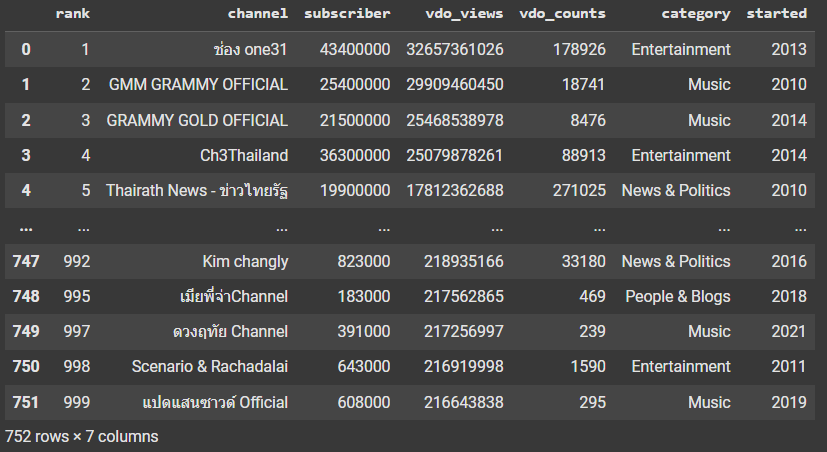 rank channel subscriber vdo_views vdo_counts category started
0 1 ช่อง one31 43400000 32657361026 178926 Entertainment 2013
1 2 GMM GRAMMY OFFICIAL 25400000 29909460450 18741 Music 2010
2 3 GRAMMY GOLD OFFICIAL 21500000 25468538978 8476 Music 2014
3 4 Ch3Thailand 36300000 25079878261 88913 Entertainment 2014
4 5 Thairath News - ข่าวไทยรัฐ 19900000 17812362688 271025 News & Politics 2010
... ... ... ... ... ... ... ...
747 992 Kim changly 823000 218935166 33180 News & Politics 2016
748 995 เมียพี่จ่าChannel 183000 217562865 469 People & Blogs 2018
749 997 ดวงฤทัย Channel 391000 217256997 239 Music 2021
750 998 Scenario & Rachadalai 643000 216919998 1590 Entertainment 2011
751 999 แปดแสนซาวด์ Official 608000 216643838 295 Music 2019
752 rows × 7 columns